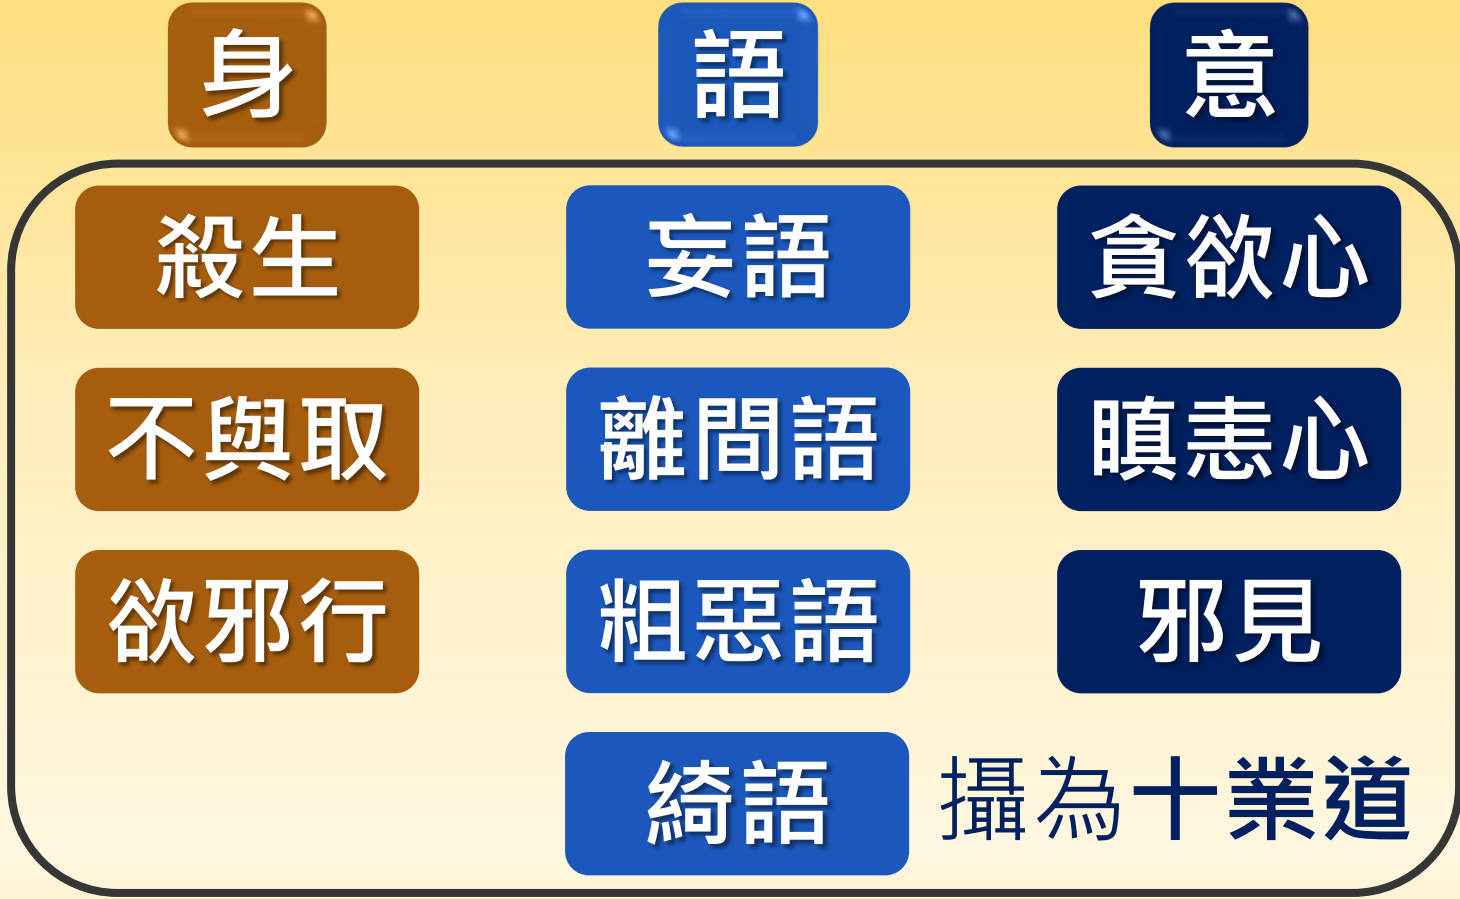 身
語
意
殺生
妄語
貪欲心
不與取
離間語
瞋恚心
欲邪行
粗惡語
邪見
綺語
攝為十業道